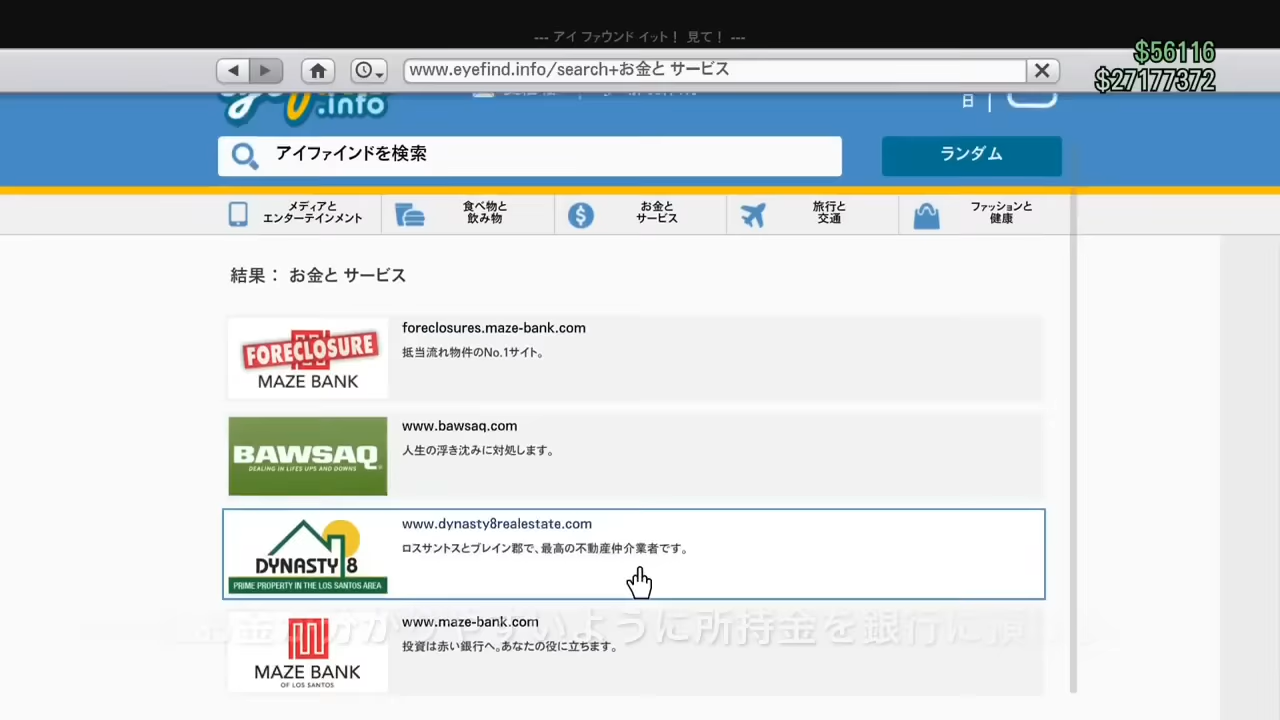 --- アイ ファウンド イット！ 見て！ ---
$56116
$27177372
www.eyefind.info/search+お金と サービス
.info
日
アイファインドを検索
ランダム
メディアと
エンターテインメント
食べ物と
飲み物
お金と
サービス
旅行と
交通
ファッションと
健康
結果： お金と サービス
FORECLOSURE
MAZE BANK
foreclosures.maze-bank.com
抵当流れ物件のNo.1サイト。
BAWSAQ
DEALING IN LIFES UPS AND DOWNS
www.bawsaq.com
人生の浮き沈みに対処します。
DYNASTY 8
PRIME PROPERTY IN THE LOS SANTOS AREA
www.dynasty8realestate.com
ロスサントスとブレイン郡で、最高の不動産仲介業者です。
金が分かりやすいように所持金を銀行に
MAZE BANK
OF LOS SANTOS
www.maze-bank.com
投資は赤い銀行へ。あなたの役に立ちます。